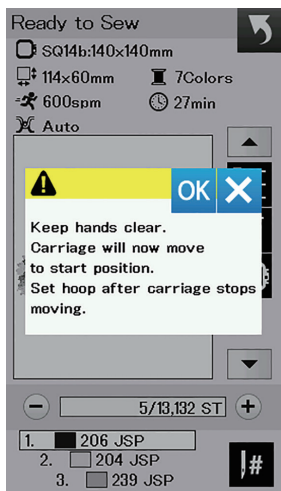 Ready to Sew
SQ14b:140x140mm
114x60mm 7Colors
600spm 27min
Auto
OK
Keep hands clear.
Carriage will now move
to start position.
Set hoop after carriage stops
moving.
5/13,132 ST
1. 206 JSP
2. 204 JSP
3. 239 JSP
#